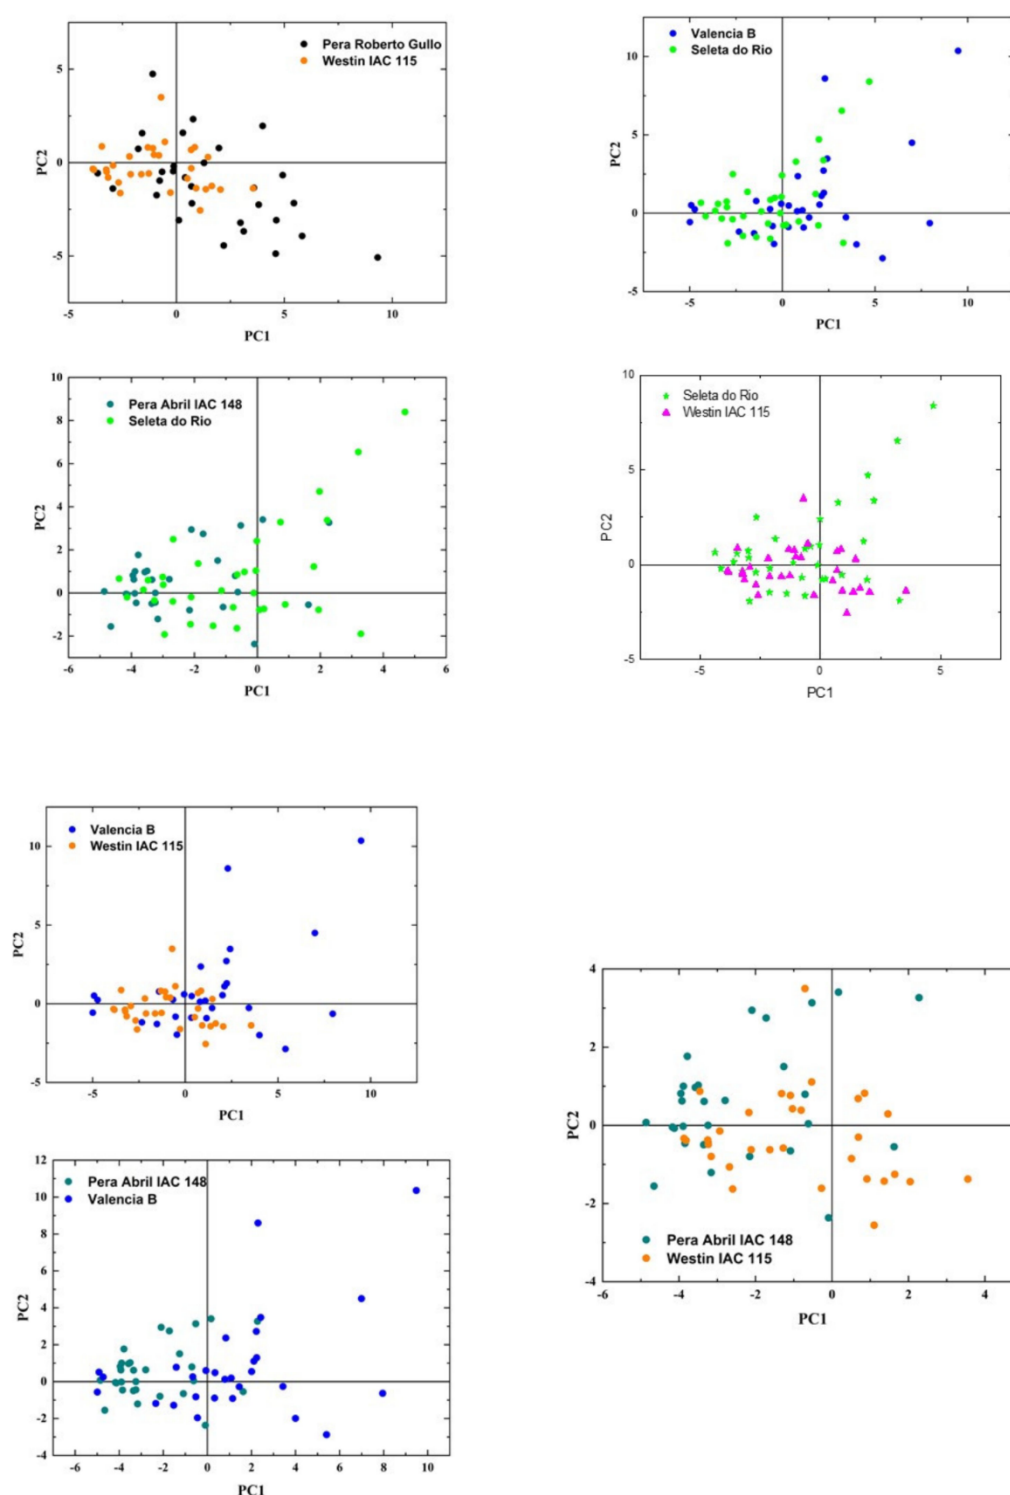 Pera Roberto Gullo
Westin IAC 115
5
0
-5
PC2
-5
0
5
10
PC1
Valencia B
Seleta do Rio
10
5
0
-5
PC2
-5
0
5
10
PC1
10
8
6
4
2
0
-2
PC2
Pera Abril IAC 148
Seleta do Rio
-6
-4
-2
0
2
4
6
PC1
10
5
0
-5
PC2
Seleta do Rio
Westin IAC 115
-5
0
5
PC1
Valencia B
Westin IAC 115
10
5
0
-5
PC2
-5
0
5
10
PC1
12
10
8
6
4
2
0
-2
-4
PC2
Pera Abril IAC 148
Valencia B
-6
-4
-2
0
2
4
6
8
10
PC1
4
2
0
-2
-4
PC2
Pera Abril IAC 148
Westin IAC 115
-6
-4
-2
0
2
4
PC1